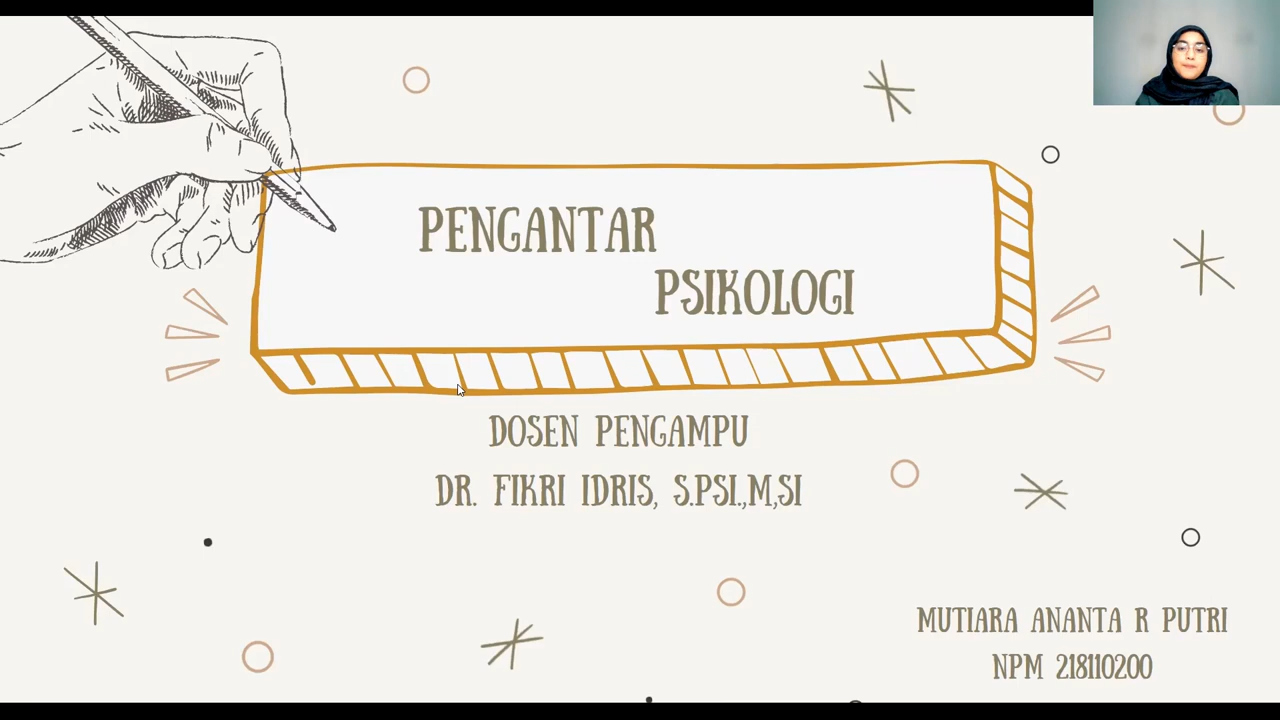 PENGANTAR
PSIKOLOGI
DOSEN PENGAMPU
DR. FIKRI IDRIS, S.PSI.,M,SI
MUTIARA ANANTA R PUTRI
NPM 218110200